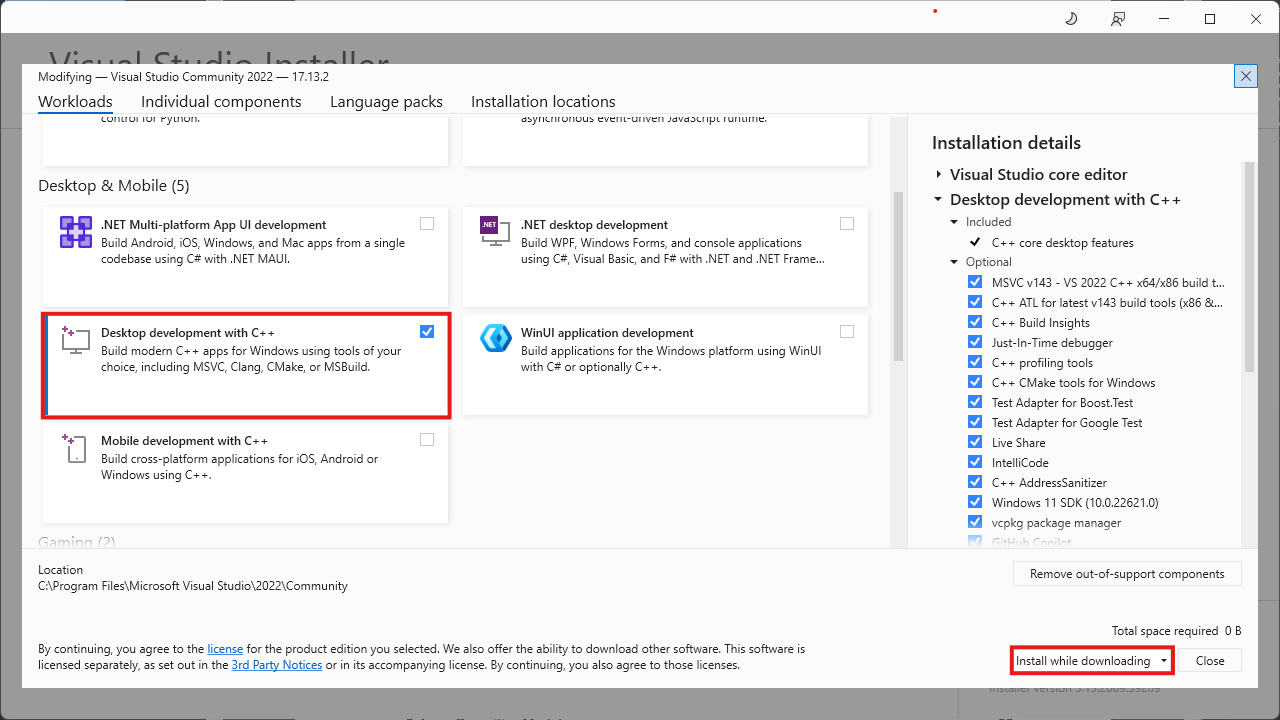 Visual Studio Installer
Modifying — Visual Studio Community 2022 — 17.13.2
Workloads
Individual components
Language packs
Installation locations
control for Python.
asynchronous event-driven JavaScript runtime.
Desktop & Mobile (5)
.NET Multi-platform App UI development
Build Android, iOS, Windows, and Mac apps from a single
codebase using C# with .NET MAUI.
.NET
.NET desktop development
Build WPF, Windows Forms, and console applications
using C#, Visual Basic, and F# with .NET and .NET Frame...
Desktop development with C++
Build modern C++ apps for Windows using tools of your
choice, including MSVC, Clang, CMake, or MSBuild.
WinUI application development
Build applications for the Windows platform using WinUI
with C# or optionally C++.
Mobile development with C++
Build cross-platform applications for iOS, Android or
Windows using C++.
Gaming (2)
Installation details
Visual Studio core editor
Desktop development with C++
Included
C++ core desktop features
Optional
MSVC v143 - VS 2022 C++ x64/x86 build t...
C++ ATL for latest v143 build tools (x86 &...
C++ Build Insights
Just-In-Time debugger
C++ profiling tools
C++ CMake tools for Windows
Test Adapter for Boost.Test
Test Adapter for Google Test
Live Share
IntelliCode
C++ AddressSanitizer
Windows 11 SDK (10.0.22621.0)
vcpkg package manager
GitHub Copilot
Location
C:\Program Files\Microsoft Visual Studio\2022\Community
Remove out-of-support components
Total space required 0 B
By continuing, you agree to the license for the product edition you selected. We also offer the ability to download other software. This software is
licensed separately, as set out in the 3rd Party Notices or in its accompanying license. By continuing, you also agree to those licenses.
Install while downloading
Close